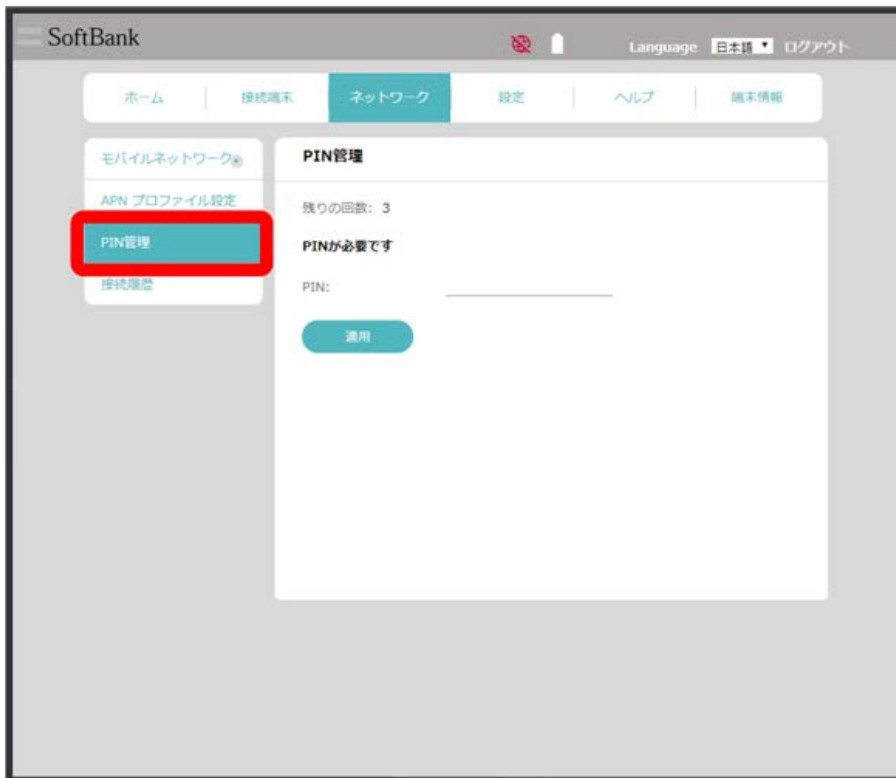 SoftBank
Language 日本語 ログアウト
ホーム 接続端末 ネットワーク 設定 ヘルプ 端末情報
モバイルネットワーク
APN プロファイル設定
PIN管理
接続履歴
PIN管理
残りの回数: 3
PINが必要です
PIN:
適用